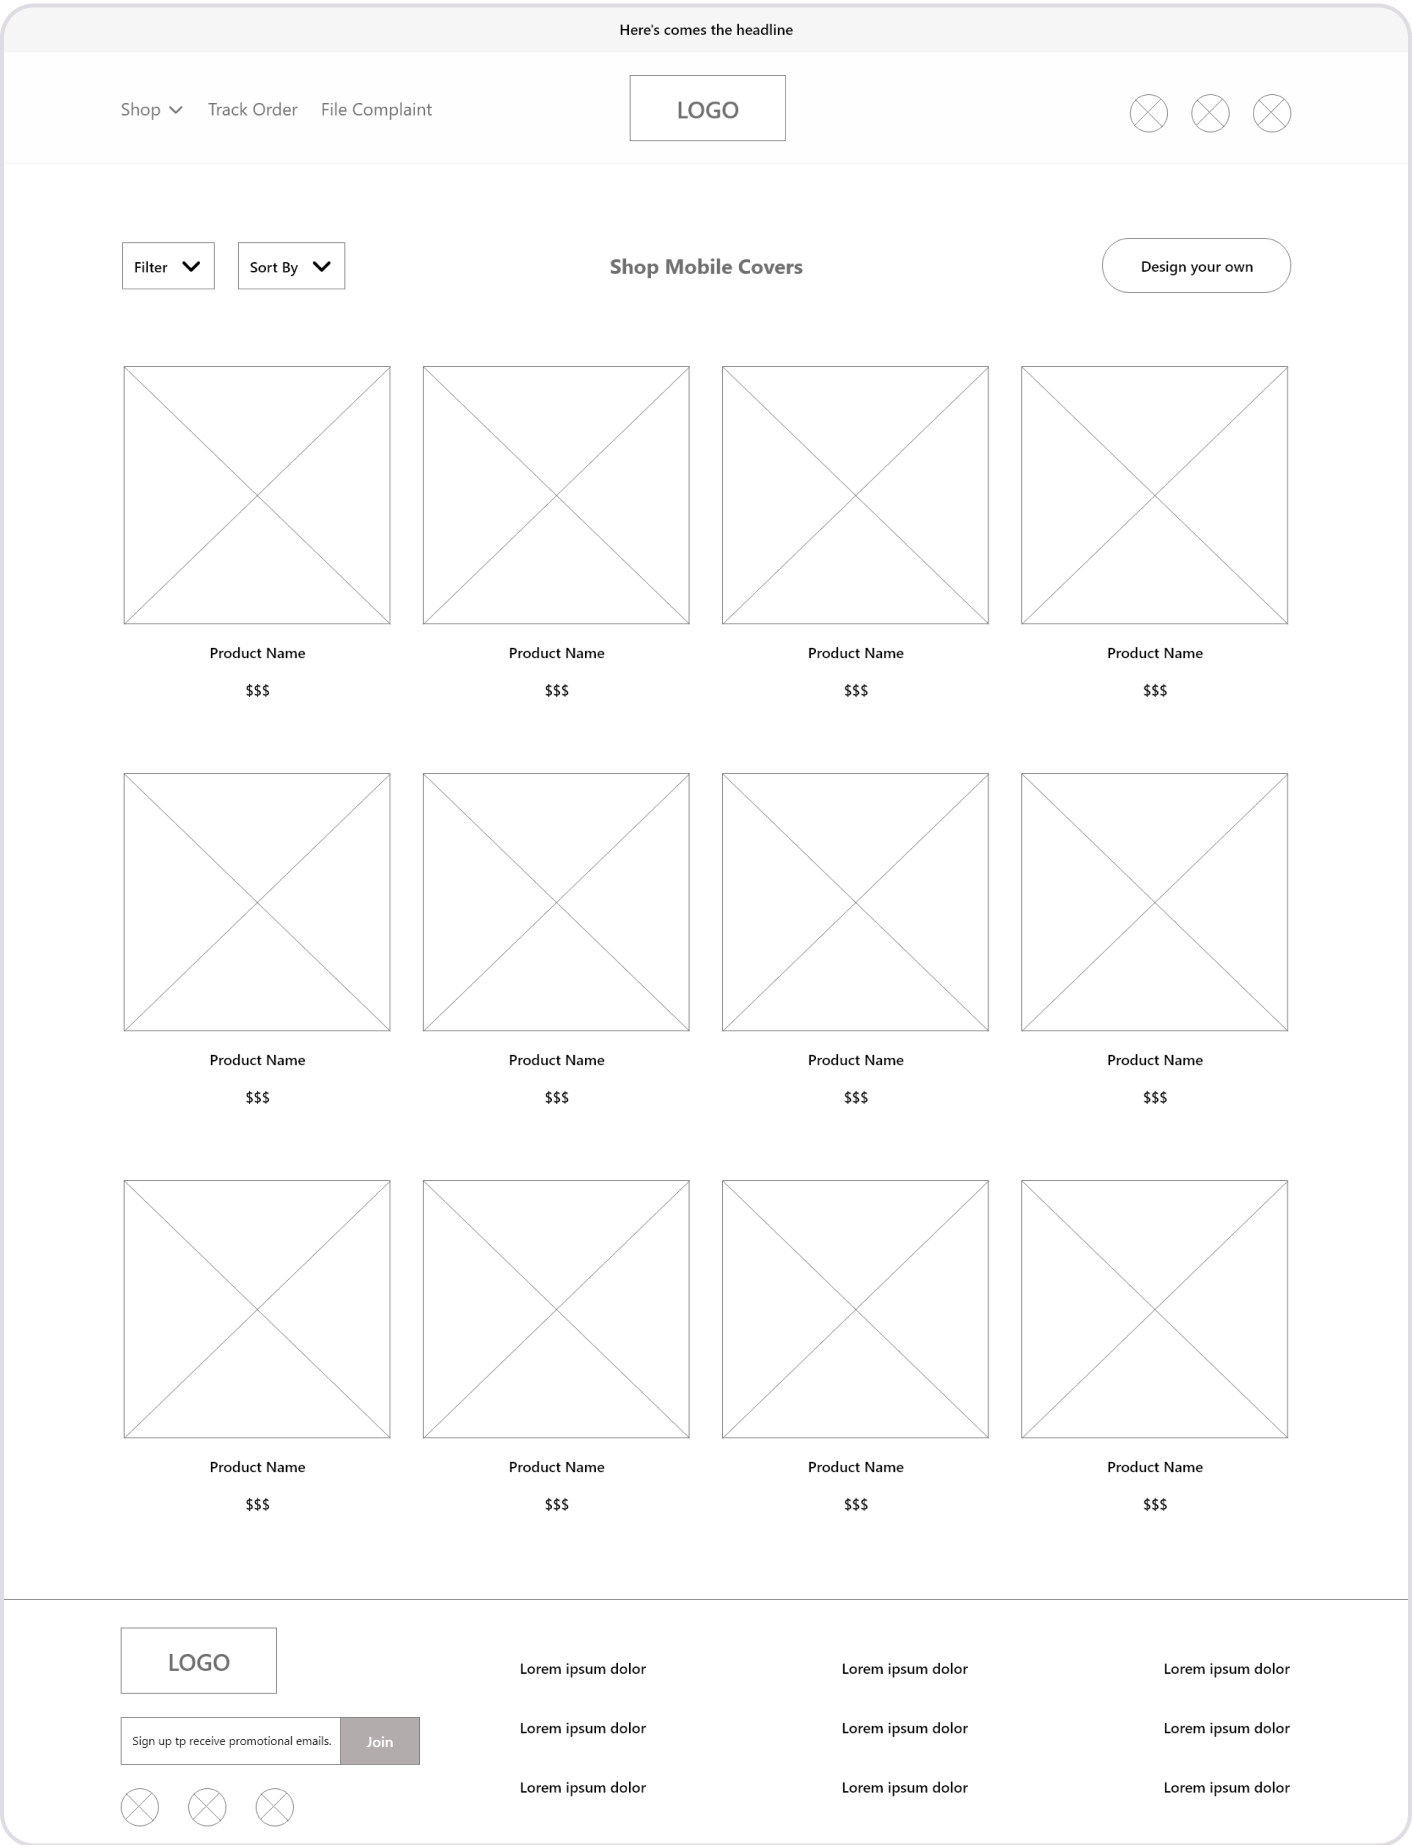 Here's comes the headline
Shop Track Order File Complaint
LOGO
Filter Sort By
Shop Mobile Covers
Design your own
Product Name Product Name Product Name Product Name
$$$ $$$ $$$ $$$
Product Name Product Name Product Name Product Name
$$$ $$$ $$$ $$$
Product Name Product Name Product Name Product Name
$$$ $$$ $$$ $$$
LOGO
Sign up tp receive promotional emails. Join
Lorem ipsum dolor Lorem ipsum dolor Lorem ipsum dolor
Lorem ipsum dolor Lorem ipsum dolor Lorem ipsum dolor
Lorem ipsum dolor Lorem ipsum dolor Lorem ipsum dolor